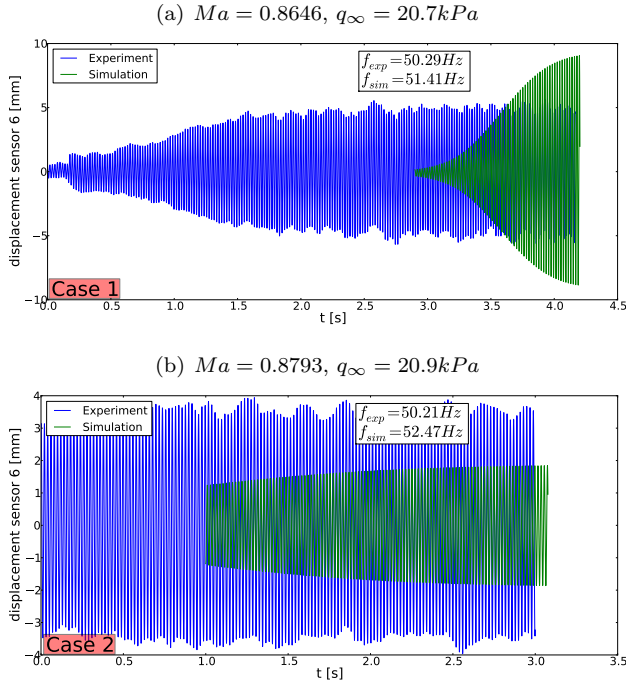 (a) Ma = 0.8646, q∞ = 20.7kPa
10
5
0
−5
−10
displacement sensor 6 [mm]
Experiment
Simulation
f_exp=50.29Hz
f_sim=51.41Hz
Case 1
0.0 0.5 1.0 1.5 2.0 2.5 3.0 3.5 4.0 4.5
t [s]
(b) Ma = 0.8793, q∞ = 20.9kPa
4
3
2
1
0
−1
−2
−3
−4
displacement sensor 6 [mm]
Experiment
Simulation
f_exp=50.21Hz
f_sim=52.47Hz
Case 2
0.0 0.5 1.0 1.5 2.0 2.5 3.0 3.5
t [s]